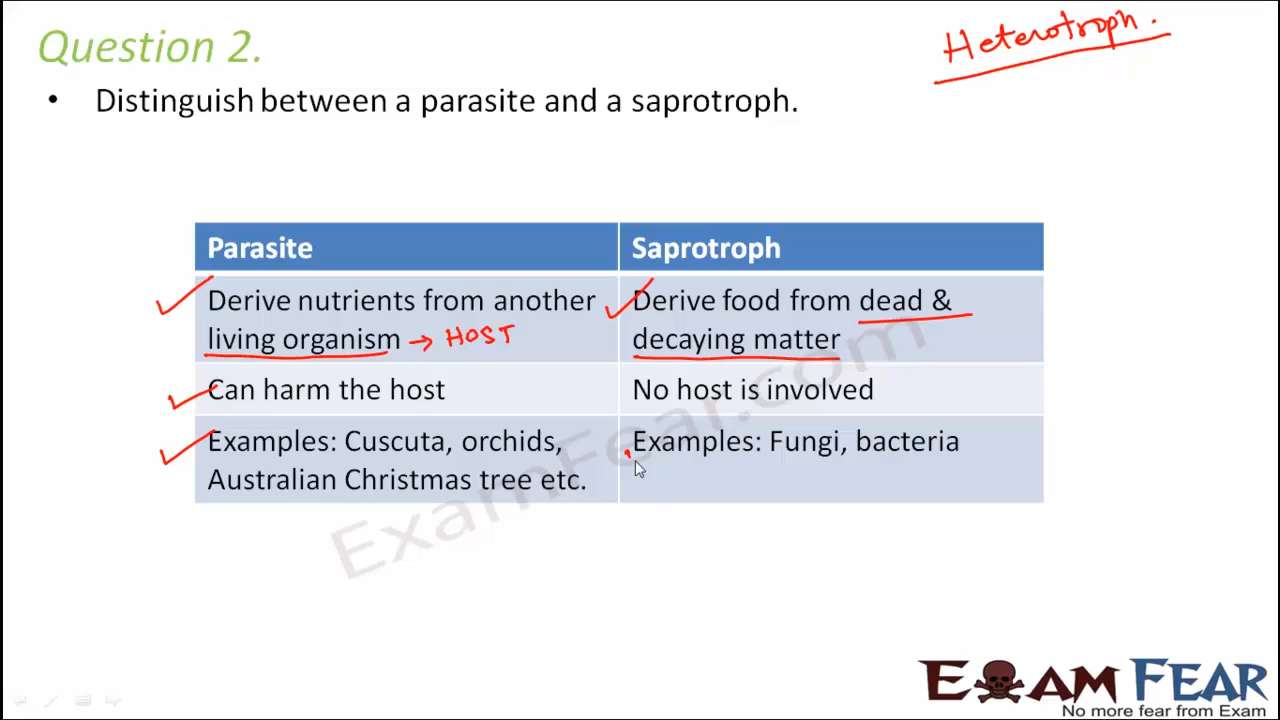 Question 2.
Heterotroph.
• Distinguish between a parasite and a saprotroph.
Parasite
Saprotroph
Derive nutrients from another
living organism → HOST
Derive food from dead &
decaying matter
Can harm the host
No host is involved
Examples: Cuscuta, orchids,
Australian Christmas tree etc.
Examples: Fungi, bacteria
ExamFear.com
EXAM FEAR
No more fear from Exam